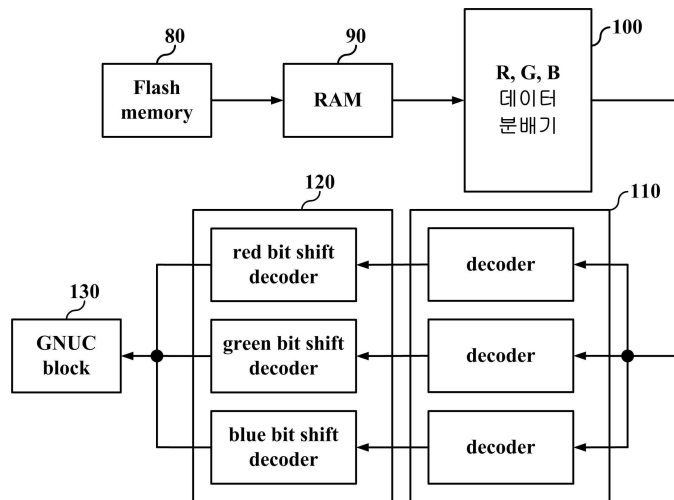 80
90
100
Flash
memory
RAM
R, G, B
데이터
분배기
120
110
red bit shift
decoder
decoder
130
GNUC
block
green bit shift
decoder
decoder
blue bit shift
decoder
decoder